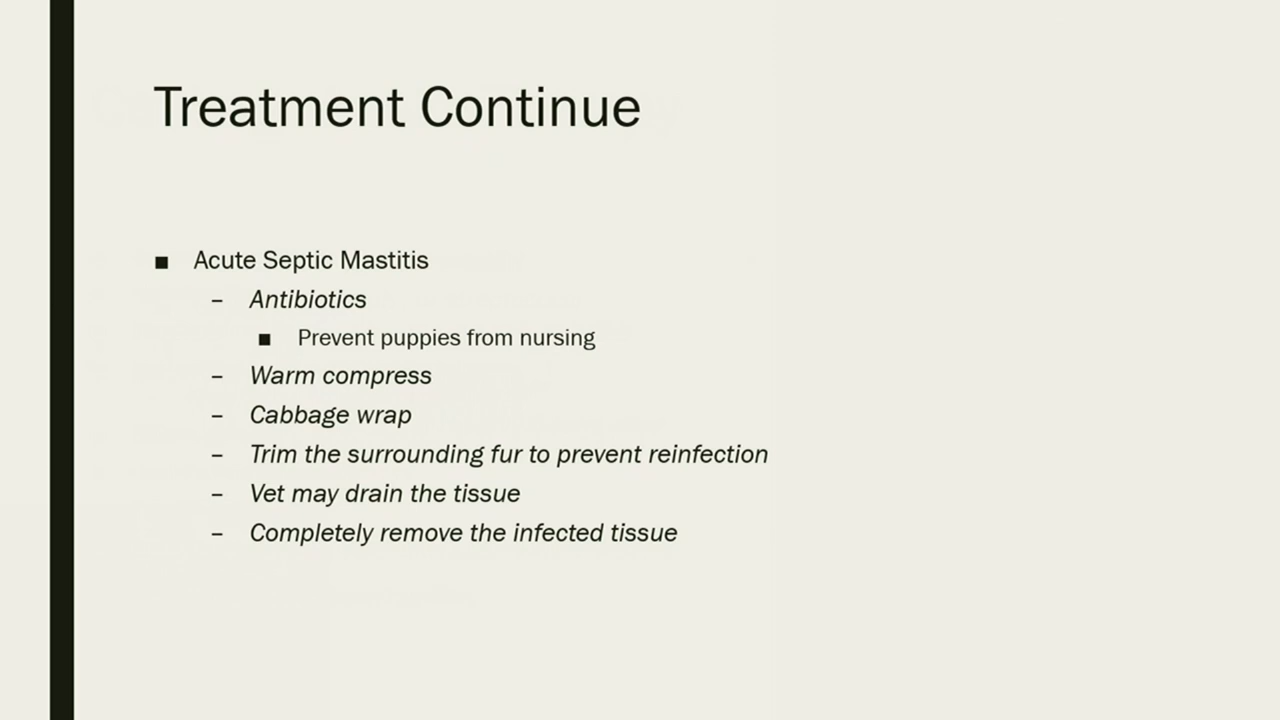 Treatment Continue
■ Acute Septic Mastitis
– Antibiotics
■ Prevent puppies from nursing
– Warm compress
– Cabbage wrap
– Trim the surrounding fur to prevent reinfection
– Vet may drain the tissue
– Completely remove the infected tissue